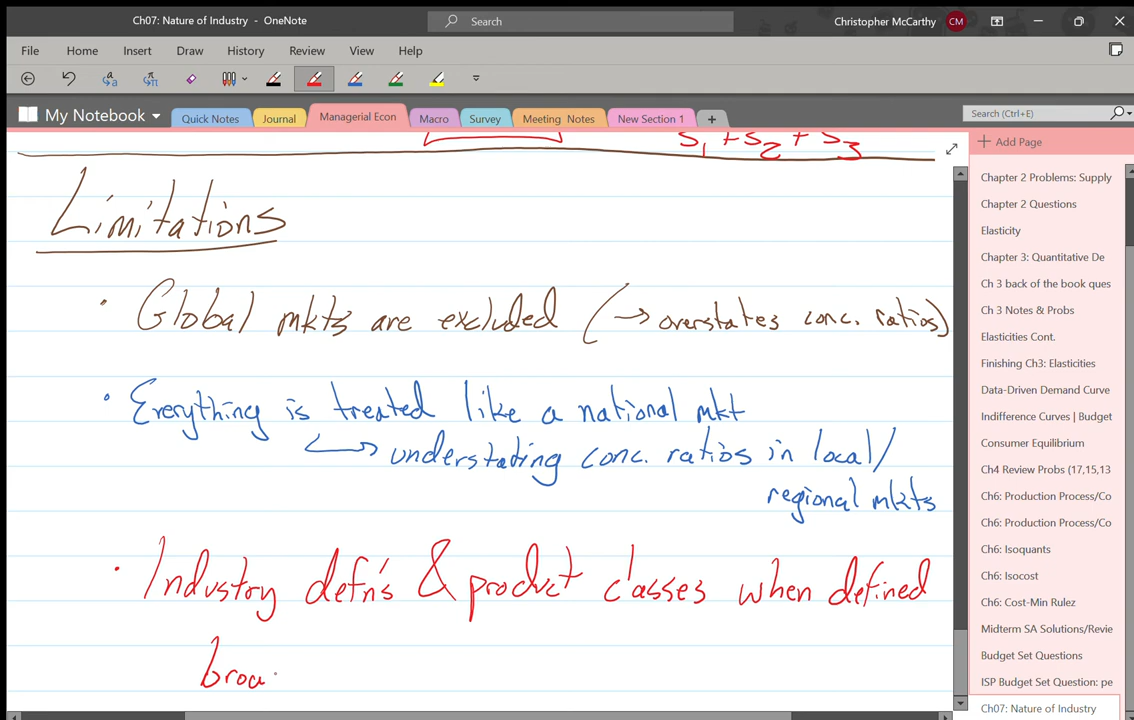 Ch07: Nature of Industry - OneNote
Search
Christopher McCarthy CM
File Home Insert Draw History Review View Help
My Notebook
Quick Notes
Journal
Managerial Econ
Macro
Survey
Meeting Notes
New Section 1
+
Search (Ctrl+E)
S1 + S2 + S3
Limitations
• Global mkts are excluded (→ overstates conc. ratios)
• Everything is treated like a national mkt
↳ understating conc. ratios in local/
regional mkts
• Industry defn's & product classes when defined
broa
+ Add Page
Chapter 2 Problems: Supply
Chapter 2 Questions
Elasticity
Chapter 3: Quantitative De
Ch 3 back of the book ques
Ch 3 Notes & Probs
Elasticities Cont.
Finishing Ch3: Elasticities
Data-Driven Demand Curve
Indifference Curves | Budget
Consumer Equilibrium
Ch4 Review Probs (17,15,13
Ch6: Production Process/Co
Ch6: Production Process/Co
Ch6: Isoquants
Ch6: Isocost
Ch6: Cost-Min Rulez
Midterm SA Solutions/Revie
Budget Set Questions
ISP Budget Set Question: pe
Ch07: Nature of Industry